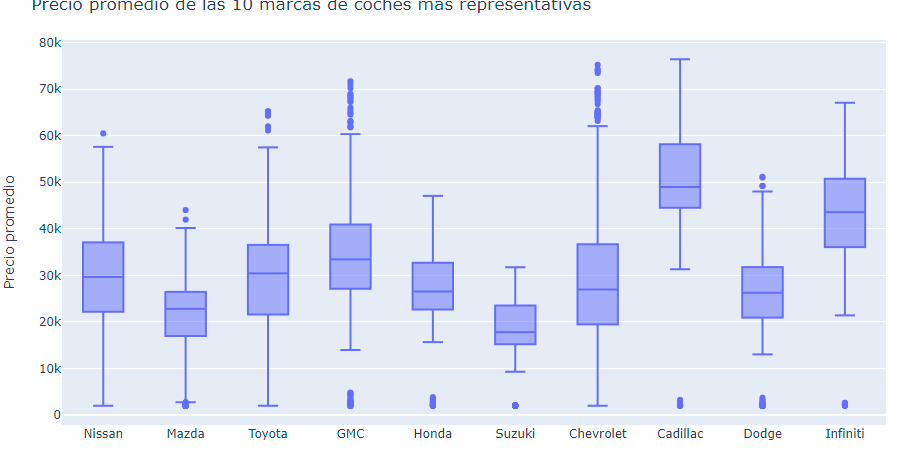 Precio promedio de las 10 marcas de coches más representativas
Precio promedio
80k
70k
60k
50k
40k
30k
20k
10k
0
Nissan Mazda Toyota GMC Honda Suzuki Chevrolet Cadillac Dodge Infiniti